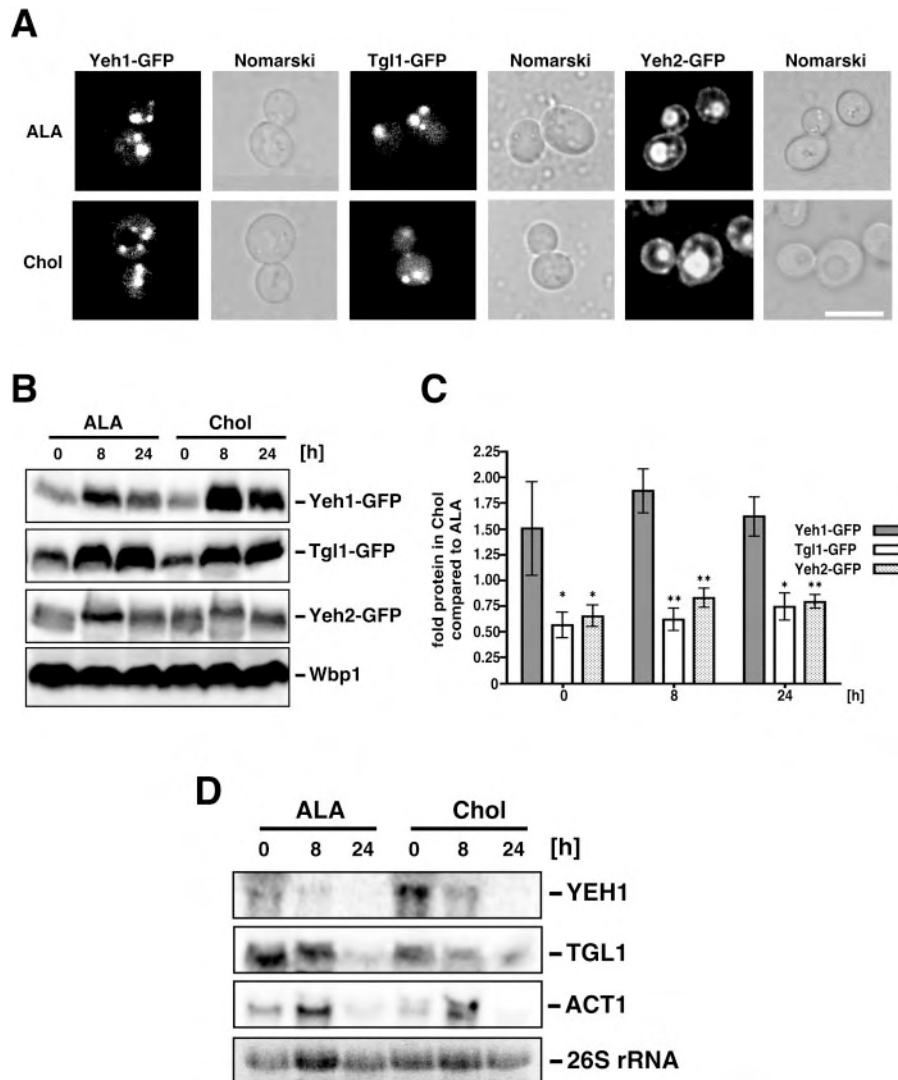 A
Yeh1-GFP Nomarski Tgl1-GFP Nomarski Yeh2-GFP Nomarski
ALA
Chol
B
ALA Chol
0 8 24 0 8 24 [h]
Yeh1-GFP
Tgl1-GFP
Yeh2-GFP
Wbp1
C
fold protein in Chol
compared to ALA
2.25
2.00
1.75
1.50
1.25
1.00
0.75
0.50
0.25
0
* * ** ** * **
0 8 24 [h]
Yeh1-GFP
Tgl1-GFP
Yeh2-GFP
D
ALA Chol
0 8 24 0 8 24 [h]
YEH1
TGL1
ACT1
26S rRNA